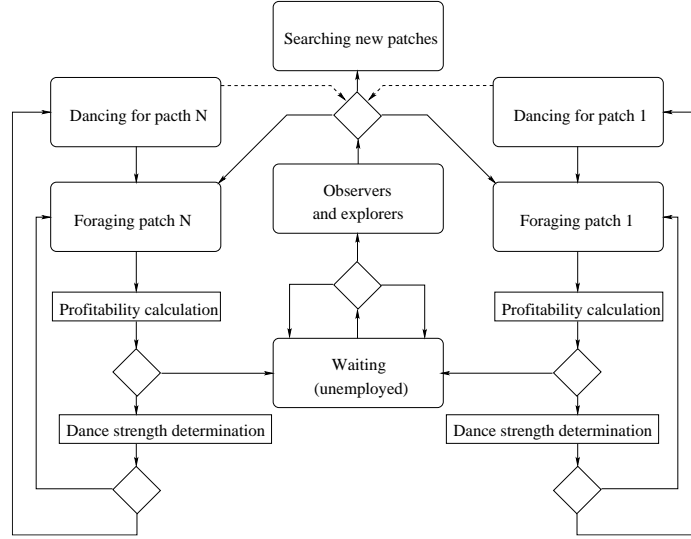 Searching new patches
Dancing for pacth N
Dancing for patch 1
Observers
and explorers
Foraging patch N
Foraging patch 1
Profitability calculation
Profitability calculation
Waiting
(unemployed)
Dance strength determination
Dance strength determination